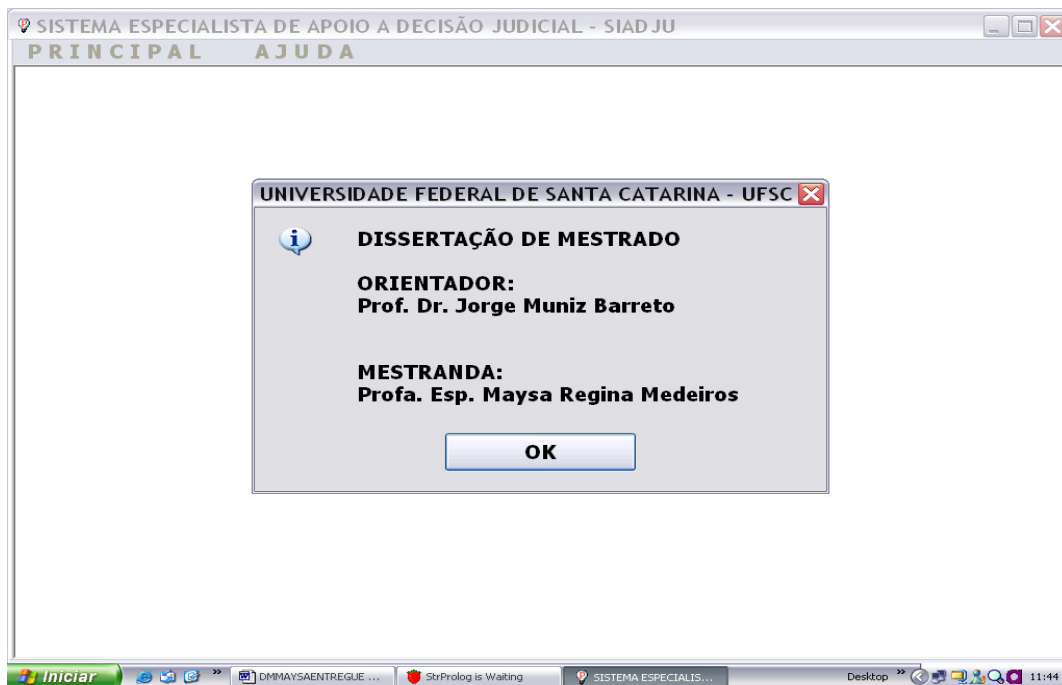 SISTEMA ESPECIALISTA DE APOIO A DECISÃO JUDICIAL - SIADJU
PRINCIPAL AJUDA
UNIVERSIDADE FEDERAL DE SANTA CATARINA - UFSC
DISSERTAÇÃO DE MESTRADO
ORIENTADOR:
Prof. Dr. Jorge Muniz Barreto
MESTRANDA:
Profa. Esp. Maysa Regina Medeiros
OK
Iniciar » DMMAYSAENTREGUE ... StrProlog is Waiting SISTEMA ESPECIALIS... Desktop » 11:44